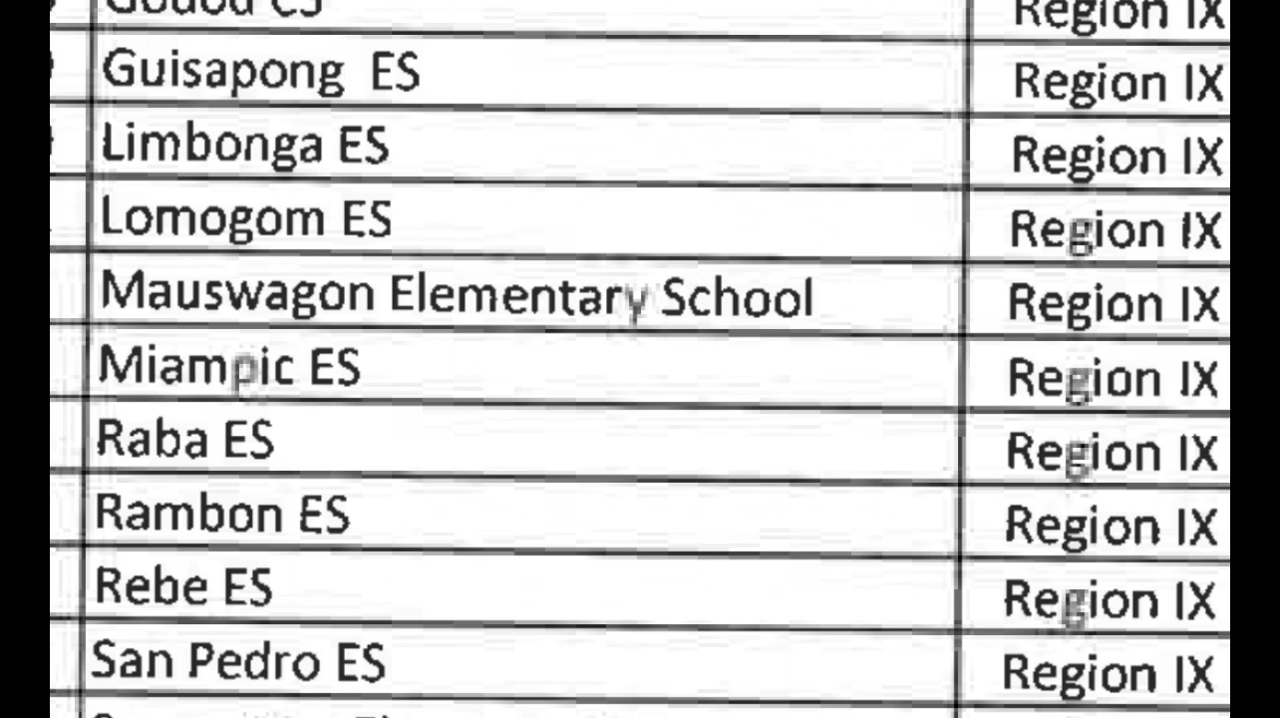 Region IX
Guisapong ES Region IX
Limbonga ES Region IX
Lomogom ES Region IX
Mauswagon Elementary School Region IX
Miampic ES Region IX
Raba ES Region IX
Rambon ES Region IX
Rebe ES Region IX
San Pedro ES Region IX